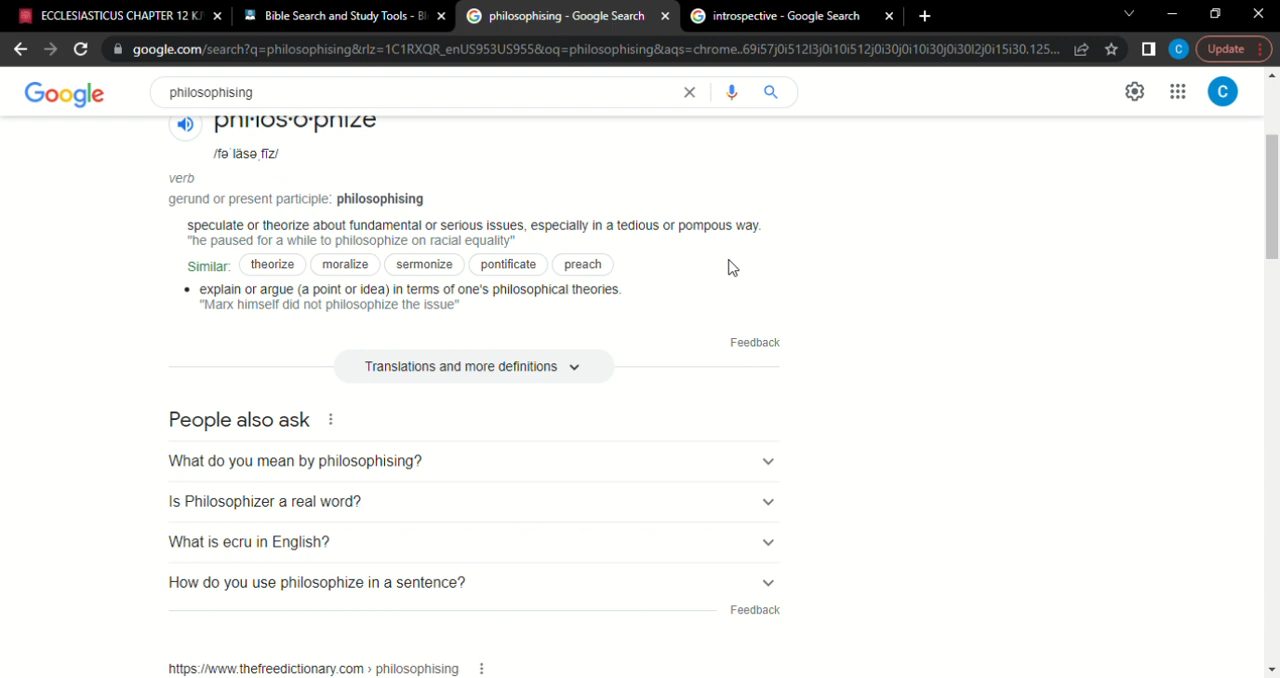 ECCLESIASTICUS CHAPTER 12 KJ
Bible Search and Study Tools - Bl
philosophising - Google Search
introspective - Google Search
google.com/search?q=philosophising&rlz=1C1RXQR_enUS953US955&oq=philosophising&aqs=chrome..69i57j0i512l3j0i10i512j0i30j0i10i30j0i30l2j0i15i30.125...
C
Update
Google
philosophising
C
phi·los·o·phize
/fəˈläsəˌfīz/
verb
gerund or present participle: philosophising
speculate or theorize about fundamental or serious issues, especially in a tedious or pompous way.
"he paused for a while to philosophize on racial equality"
Similar: theorize moralize sermonize pontificate preach
• explain or argue (a point or idea) in terms of one's philosophical theories.
"Marx himself did not philosophize the issue"
Feedback
Translations and more definitions
People also ask
What do you mean by philosophising?
Is Philosophizer a real word?
What is ecru in English?
How do you use philosophize in a sentence?
Feedback
https://www.thefreedictionary.com › philosophising